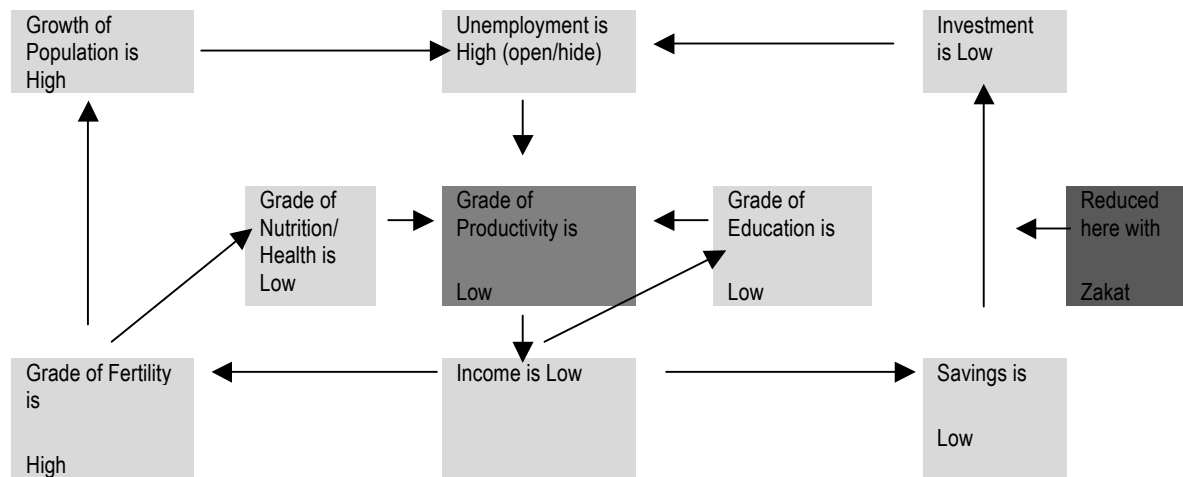 Growth of
Population is
High
Unemployment is
High (open/hide)
Investment
is Low
Grade of
Nutrition/
Health is
Low
Grade of
Productivity is
Low
Grade of
Education is
Low
Reduced
here with
Zakat
Grade of Fertility
is
High
Income is Low
Savings is
Low